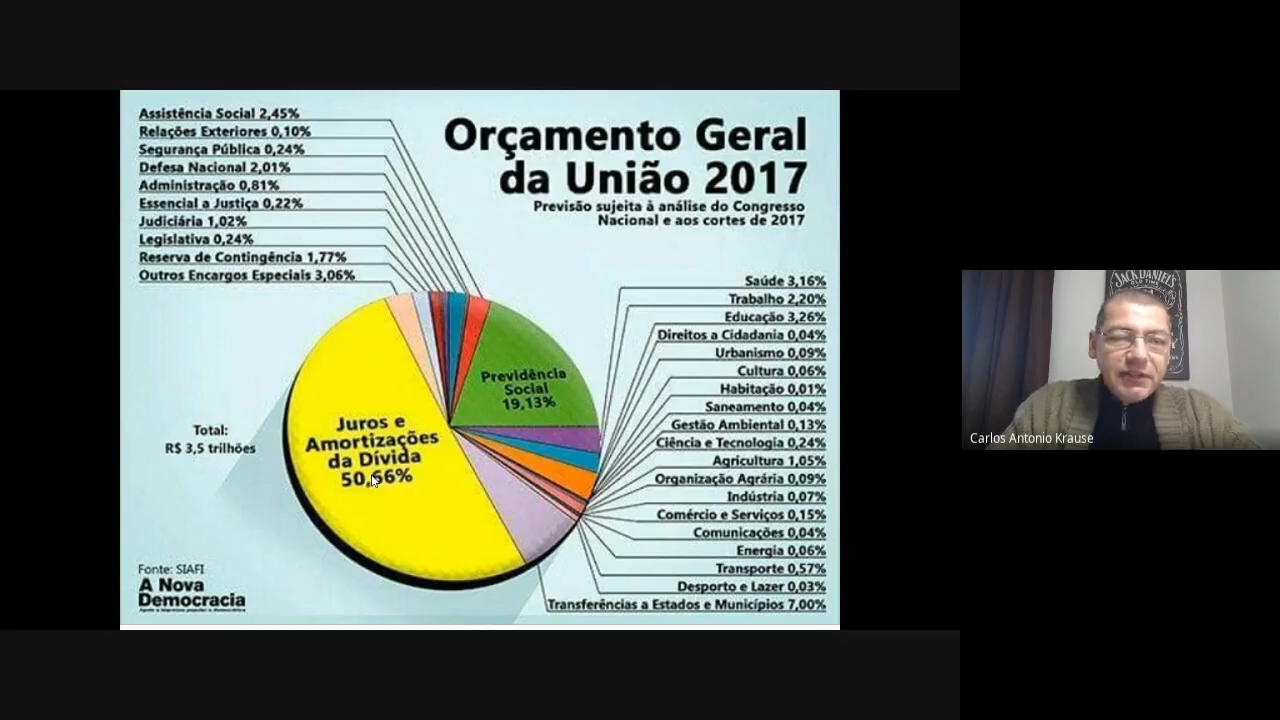 Assistência Social 2,45%
Relações Exteriores 0,10%
Segurança Pública 0,24%
Defesa Nacional 2,01%
Administração 0,81%
Essencial a Justiça 0,22%
Judiciária 1,02%
Legislativa 0,24%
Reserva de Contingência 1,77%
Outros Encargos Especiais 3,06%
Orçamento Geral
da União 2017
Previsão sujeita à análise do Congresso
Nacional e aos cortes de 2017
Saúde 3,16%
Trabalho 2,20%
Educação 3,26%
Direitos a Cidadania 0,04%
Urbanismo 0,09%
Cultura 0,06%
Habitação 0,01%
Saneamento 0,04%
Gestão Ambiental 0,13%
Ciência e Tecnologia 0,24%
Agricultura 1,05%
Organização Agrária 0,09%
Indústria 0,07%
Comércio e Serviços 0,15%
Comunicações 0,04%
Energia 0,06%
Transporte 0,57%
Desporto e Lazer 0,03%
Transferências a Estados e Municípios 7,00%
Previdência
Social
19,13%
Juros e
Amortizações
da Dívida
50,66%
Total:
R$ 3,5 trilhões
Fonte: SIAFI
A Nova
Democracia
JACK DANIEL'S
OLD TIME
Carlos Antonio Krause